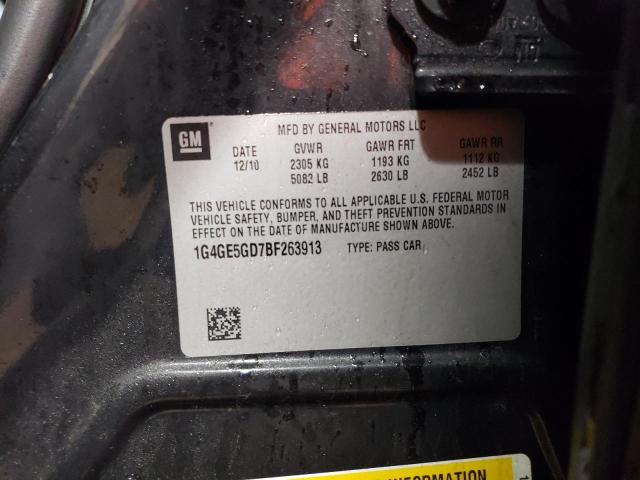 GM
MFD BY GENERAL MOTORS LLC
DATE GVWR GAWR FRT GAWR RR
12/10 2305 KG 1193 KG 1112 KG
5082 LB 2630 LB 2452 LB
THIS VEHICLE CONFORMS TO ALL APPLICABLE U.S. FEDERAL MOTOR
VEHICLE SAFETY, BUMPER, AND THEFT PREVENTION STANDARDS IN
EFFECT ON THE DATE OF MANUFACTURE SHOWN ABOVE.
1G4GE5GD7BF263913 TYPE: PASS CAR
INFORMATION